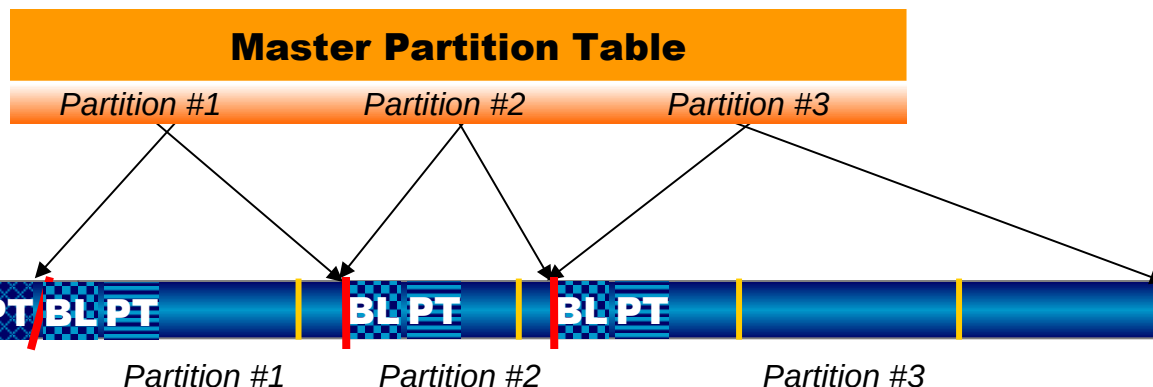 Master Partition Table
Partition #1 Partition #2 Partition #3
PT BL PT BL PT BL PT
Partition #1 Partition #2 Partition #3